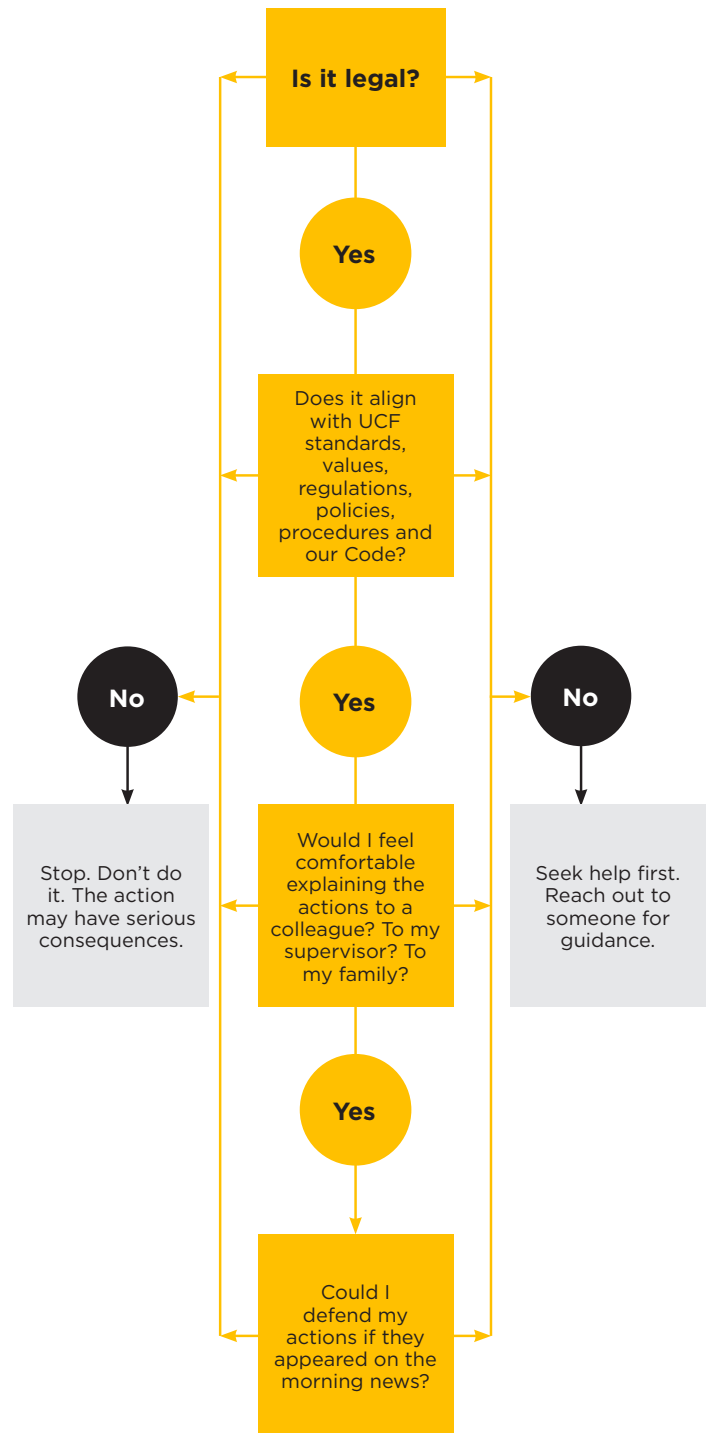 Is it legal?
Yes
Does it align
with UCF
standards,
values,
regulations,
policies,
procedures and
our Code?
No
Yes
No
Stop. Don’t do
it. The action
may have serious
consequences.
Would I feel
comfortable
explaining the
actions to a
colleague? To my
supervisor? To
my family?
Seek help first.
Reach out to
someone for
guidance.
Yes
Could I
defend my
actions if they
appeared on the
morning news?